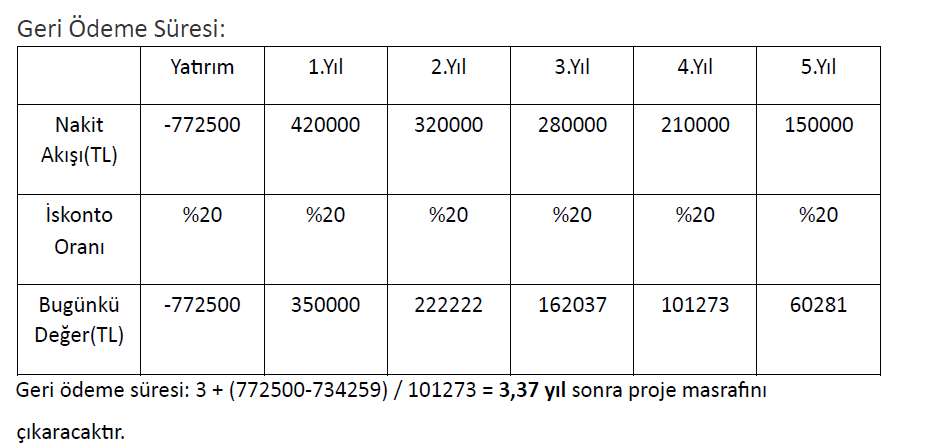 Geri Ödeme Süresi:
Yatırım 1.Yıl 2.Yıl 3.Yıl 4.Yıl 5.Yıl
Nakit Akışı(TL) -772500 420000 320000 280000 210000 150000
İskonto Oranı %20 %20 %20 %20 %20 %20
Bugünkü Değer(TL) -772500 350000 222222 162037 101273 60281
Geri ödeme süresi: 3 + (772500-734259) / 101273 = 3,37 yıl sonra proje masrafını
çıkaracaktır.